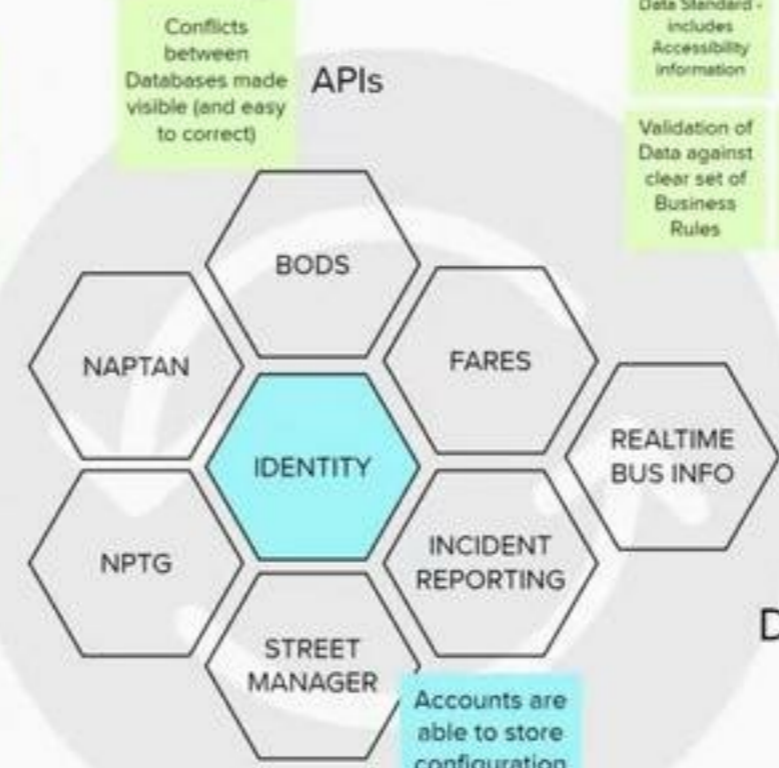 Conflicts
between
Databases made
visible (and easy
to correct)
APIs
Data Standard -
includes
Accessibility
information
Validation of
Data against
clear set of
Business
Rules
BODS
NAPTAN
FARES
IDENTITY
REALTIME
BUS INFO
NPTG
INCIDENT
REPORTING
STREET
MANAGER
D
Accounts are
able to store
configuration